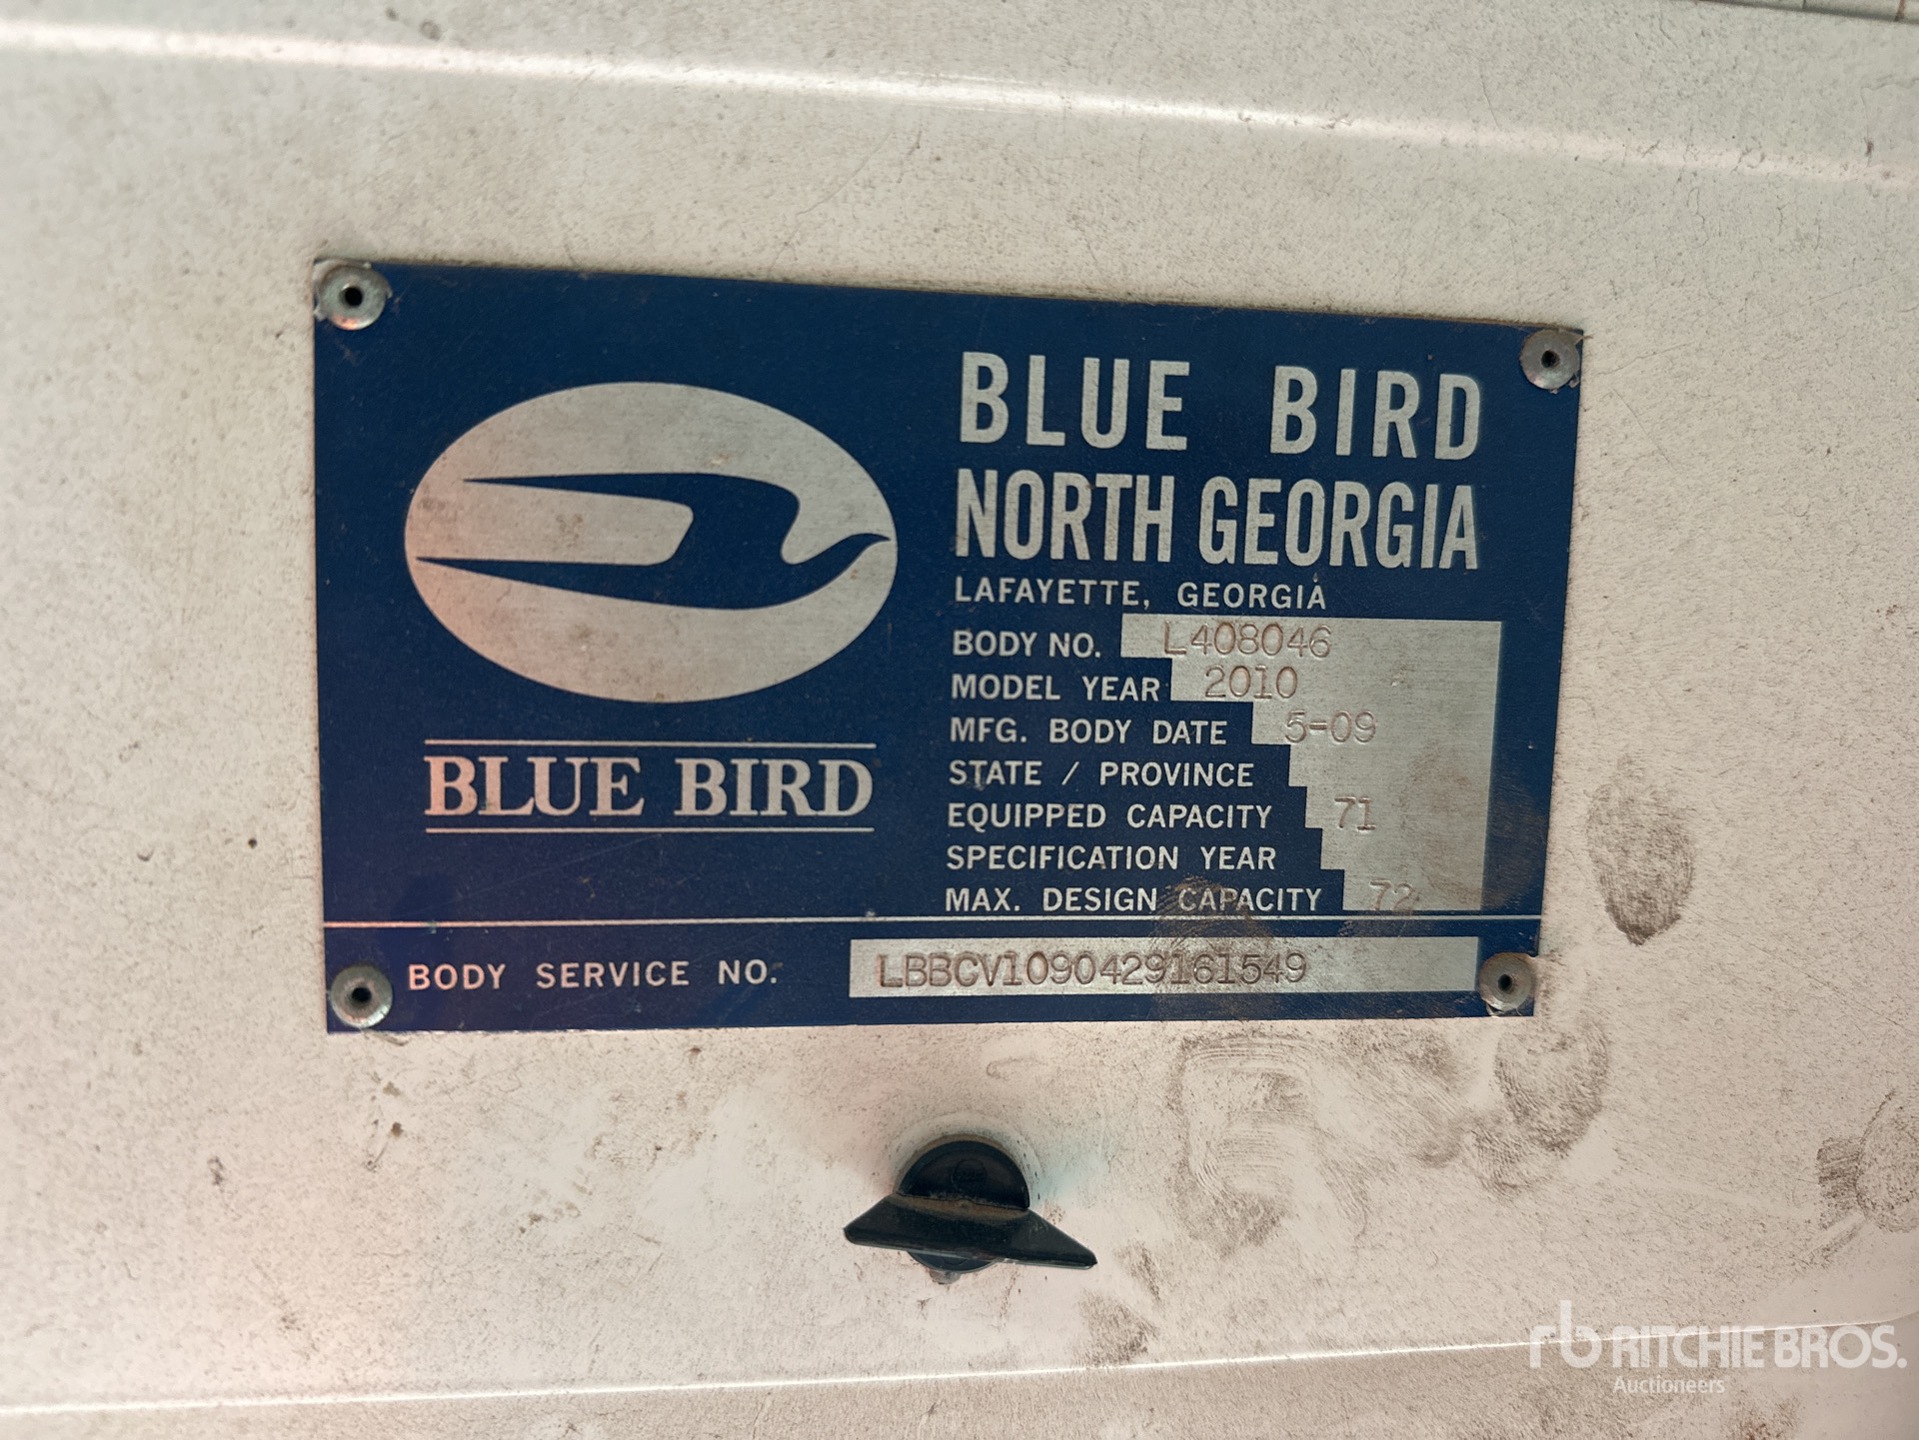 BLUE BIRD
BLUE BIRD
NORTH GEORGIA
LAFAYETTE, GEORGIA
BODY NO. L408046
MODEL YEAR 2010
MFG. BODY DATE 5-09
STATE / PROVINCE
EQUIPPED CAPACITY 71
SPECIFICATION YEAR
MAX. DESIGN CAPACITY 72
BODY SERVICE NO. LBBCV1090429161549
rb RITCHIE BROS.
Auctioneers